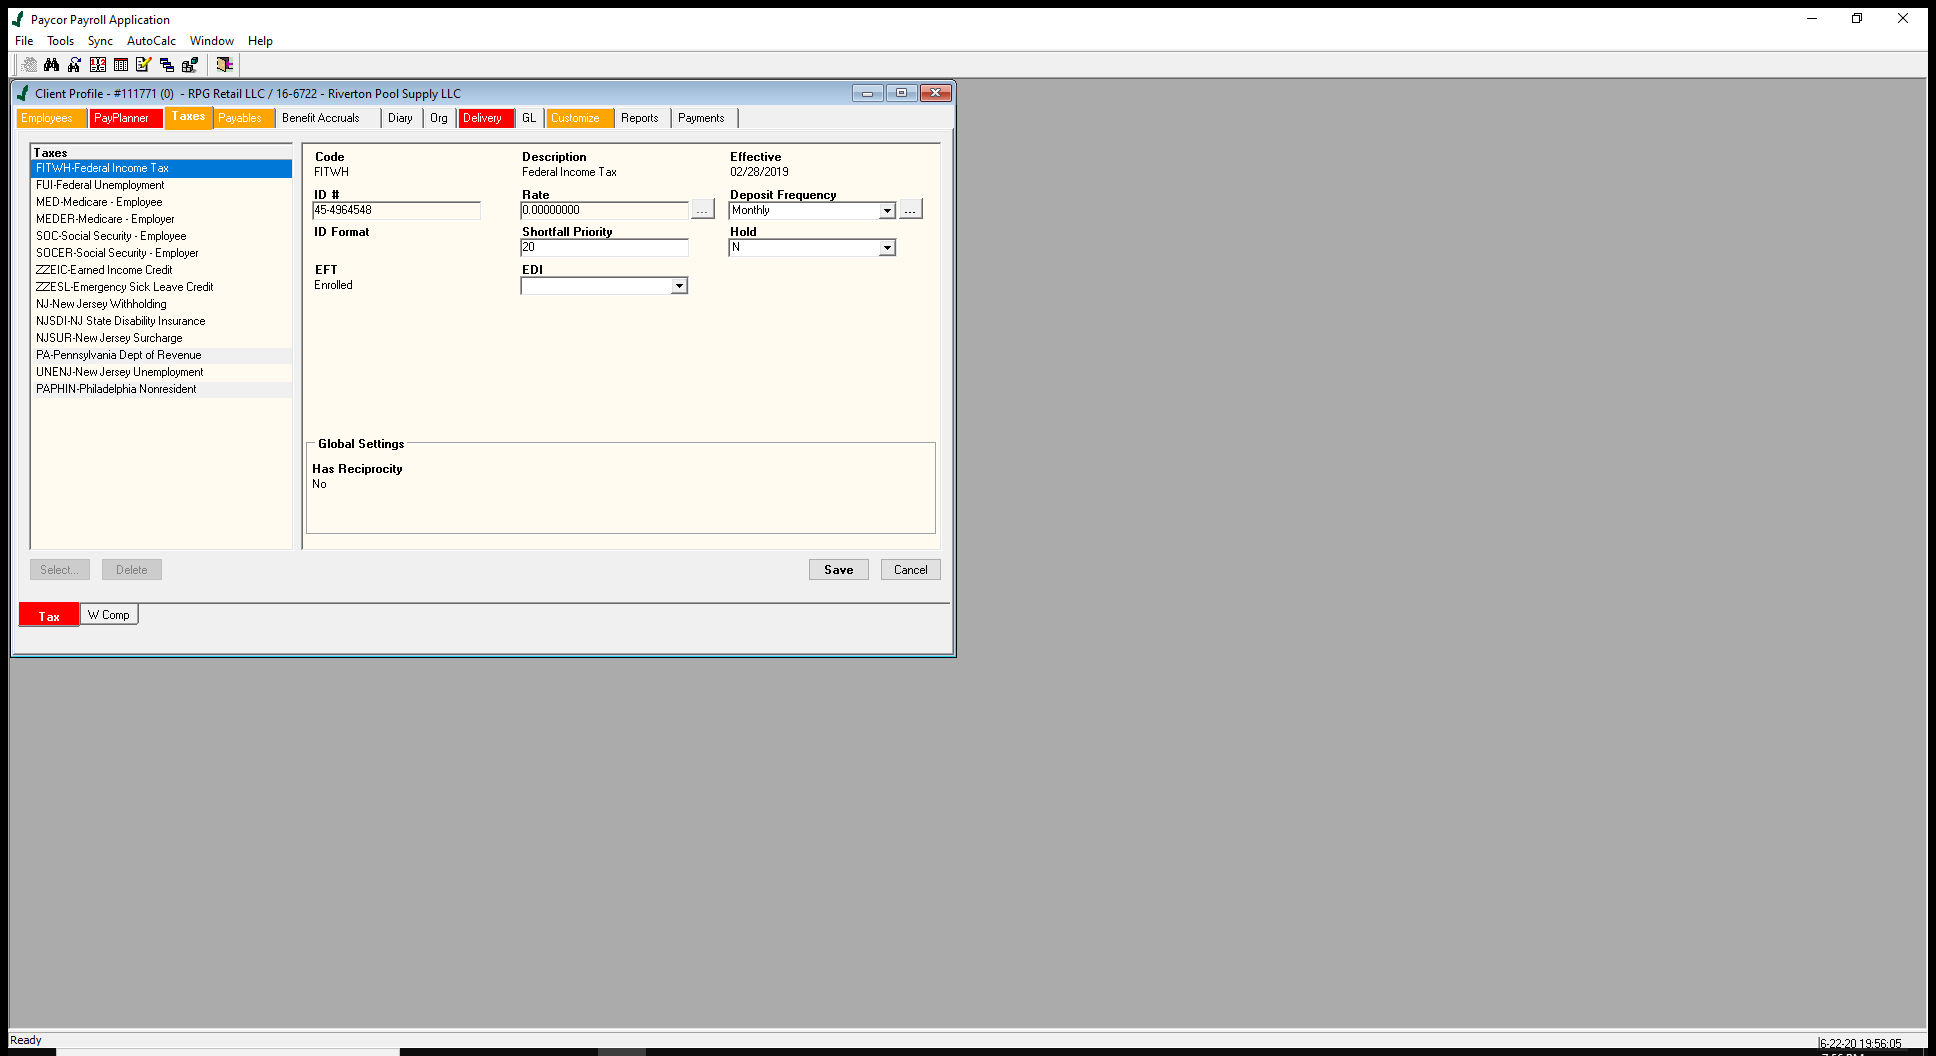 Paycor Payroll Application
File Tools Sync AutoCalc Window Help
Client Profile - #111771 (0) - RPG Retail LLC / 16-6722 - Riverton Pool Supply LLC
Employees PayPlanner Taxes Payables Benefit Accruals Diary Org Delivery GL Customize Reports Payments
Taxes
FITWH-Federal Income Tax
FUI-Federal Unemployment
MED-Medicare - Employee
MEDER-Medicare - Employer
SOC-Social Security - Employee
SOCER-Social Security - Employer
ZZEIC-Earned Income Credit
ZZESL-Emergency Sick Leave Credit
NJ-New Jersey Withholding
NJSDI-NJ State Disability Insurance
NJSUR-New Jersey Surcharge
PA-Pennsylvania Dept of Revenue
UNENJ-New Jersey Unemployment
PAPHIN-Philadelphia Nonresident
Code Description Effective
FITWH Federal Income Tax 02/28/2019
ID # Rate Deposit Frequency
45-4964548 0.00000000 ... Monthly ...
ID Format Shortfall Priority Hold
20 N
EFT EDI
Enrolled
Global Settings
Has Reciprocity
No
Select... Delete Save Cancel
Tax W Comp
Ready 6-22-20 19:56:05